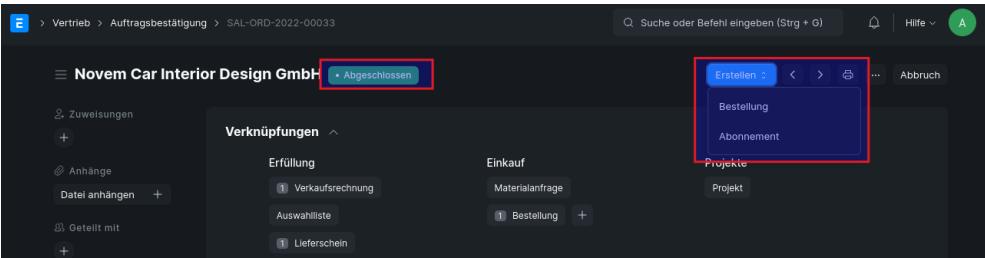 E > Vertrieb > Auftragsbestätigung > SAL-ORD-2022-00033 Suche oder Befehl eingeben (Strg + G) Hilfe A
Novem Car Interior Design GmbH • Abgeschlossen Erstellen < > ... Abbruch
Bestellung
Abonnement
Zuweisungen
+
Anhänge
Datei anhängen +
Geteilt mit
+
Verknüpfungen
Erfüllung Einkauf Projekte
1 Verkaufsrechnung Materialanfrage Projekt
Auswahlliste 1 Bestellung +
1 Lieferschein